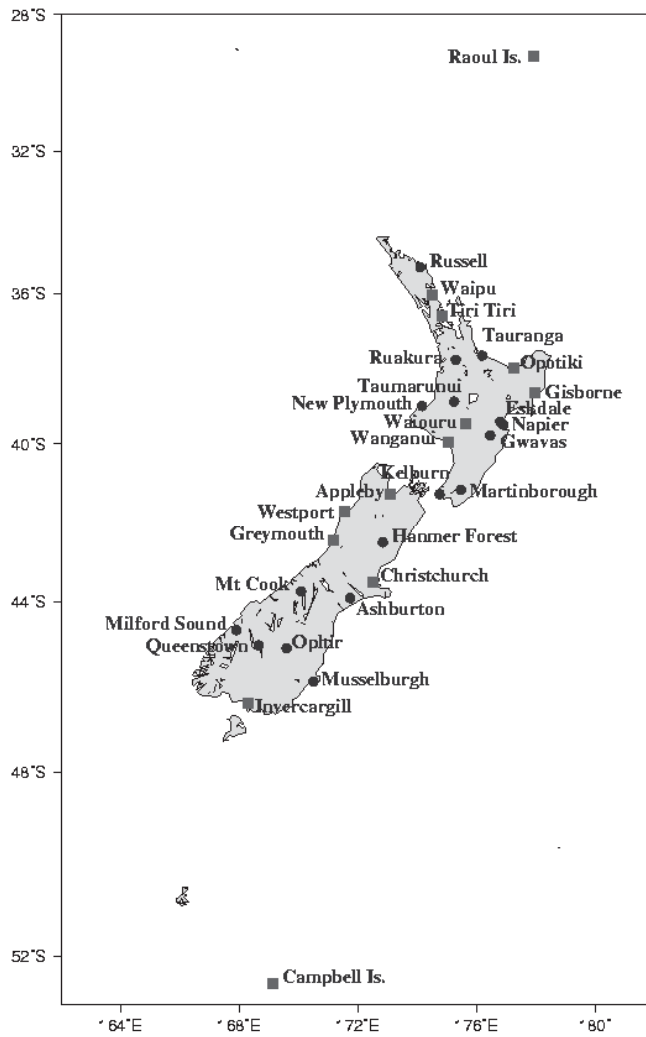 28°S
Raoul Is.
32°S
Russell
36°S
Waipu
Tiri Tiri
Tauranga
Ruakura
Opotiki
Taumarunui
Gisborne
New Plymouth
Eskdale
Waiouru
Napier
40°S
Wanganui
Gwavas
Kelburn
Appleby
Martinborough
Westport
Greymouth
Hanmer Forest
Christchurch
Mt Cook
44°S
Ashburton
Milford Sound
Queenstown
Ophir
Musselburgh
Invercargill
48°S
52°S
Campbell Is.
164°E 168°E 172°E 176°E 180°